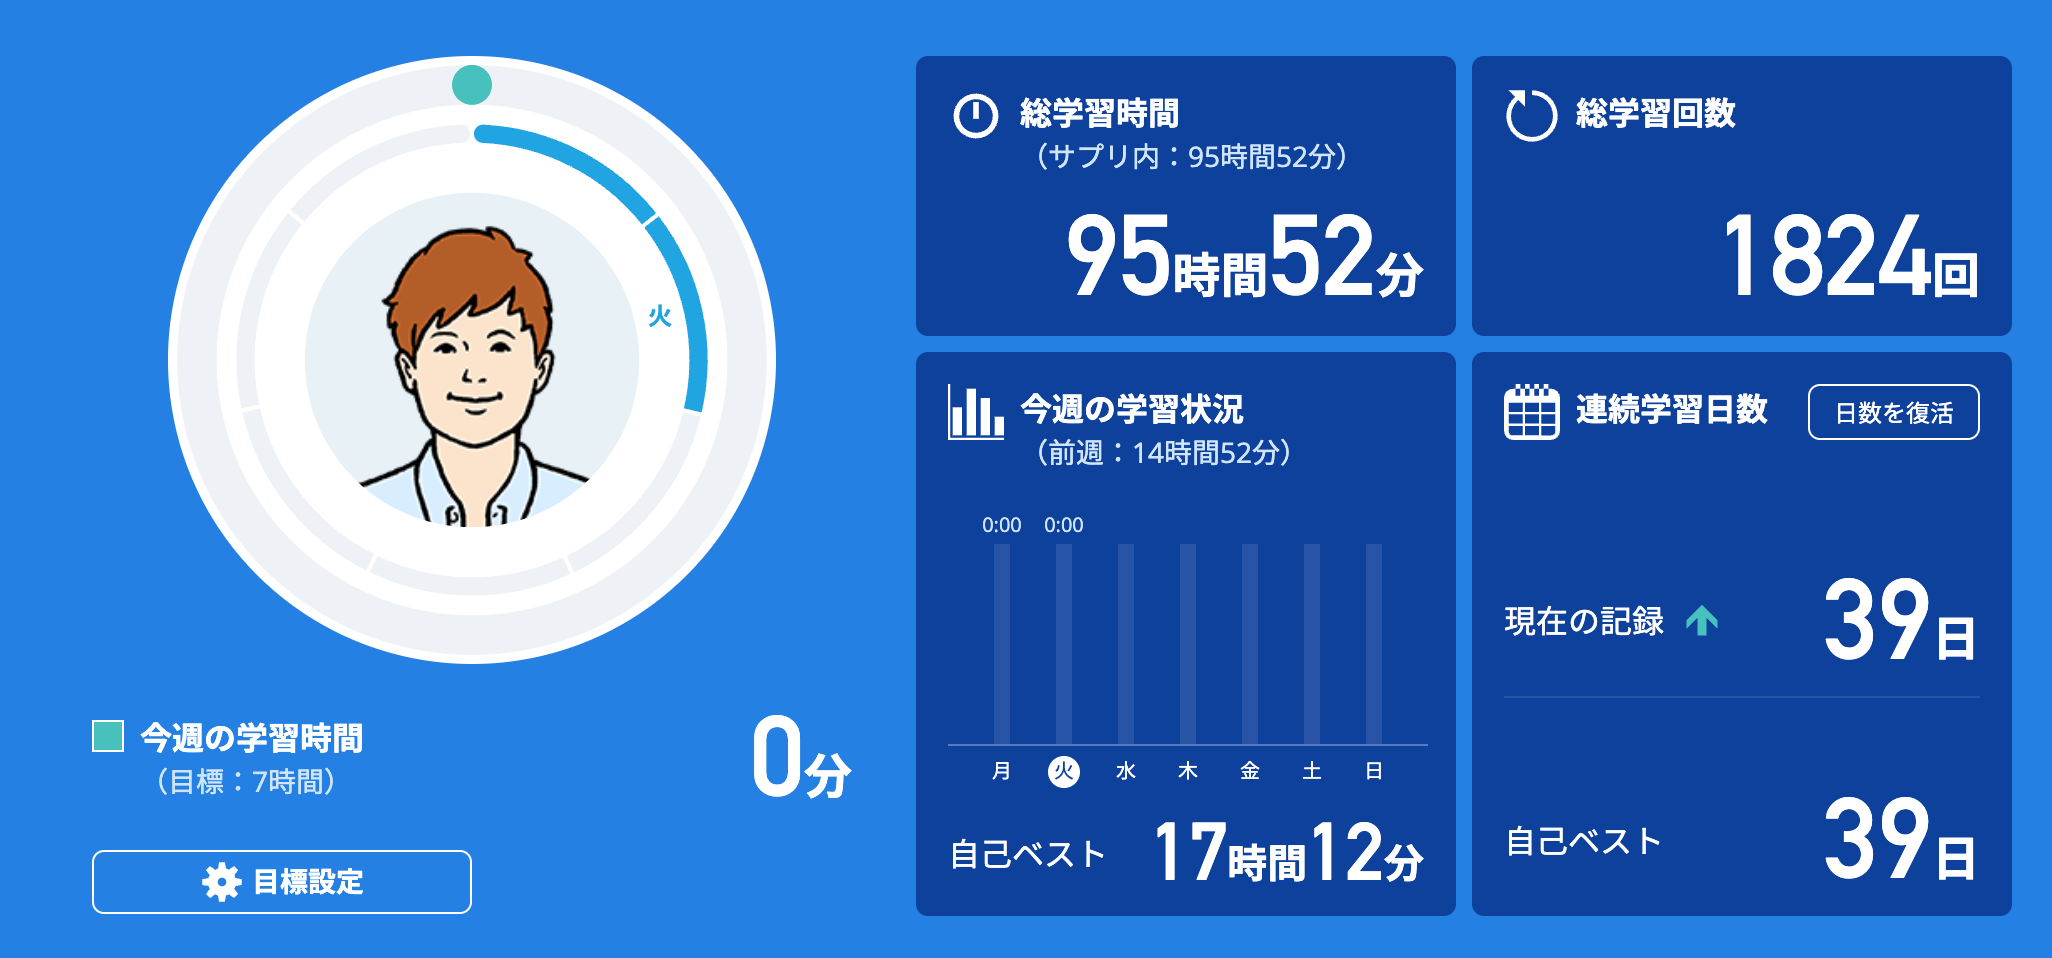 火
今週の学習時間
（目標：7時間）
0分
目標設定
総学習時間
（サプリ内：95時間52分）
95時間52分
総学習回数
1824回
今週の学習状況
（前週：14時間52分）
0:00 0:00
月 火 水 木 金 土 日
自己ベスト 17時間12分
連続学習日数 日数を復活
現在の記録 39日
自己ベスト 39日